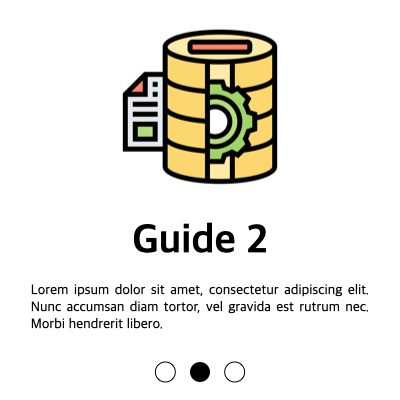 Guide 2
Lorem ipsum dolor sit amet, consectetur adipiscing elit.
Nunc accumsan diam tortor, vel gravida est rutrum nec.
Morbi hendrerit libero.